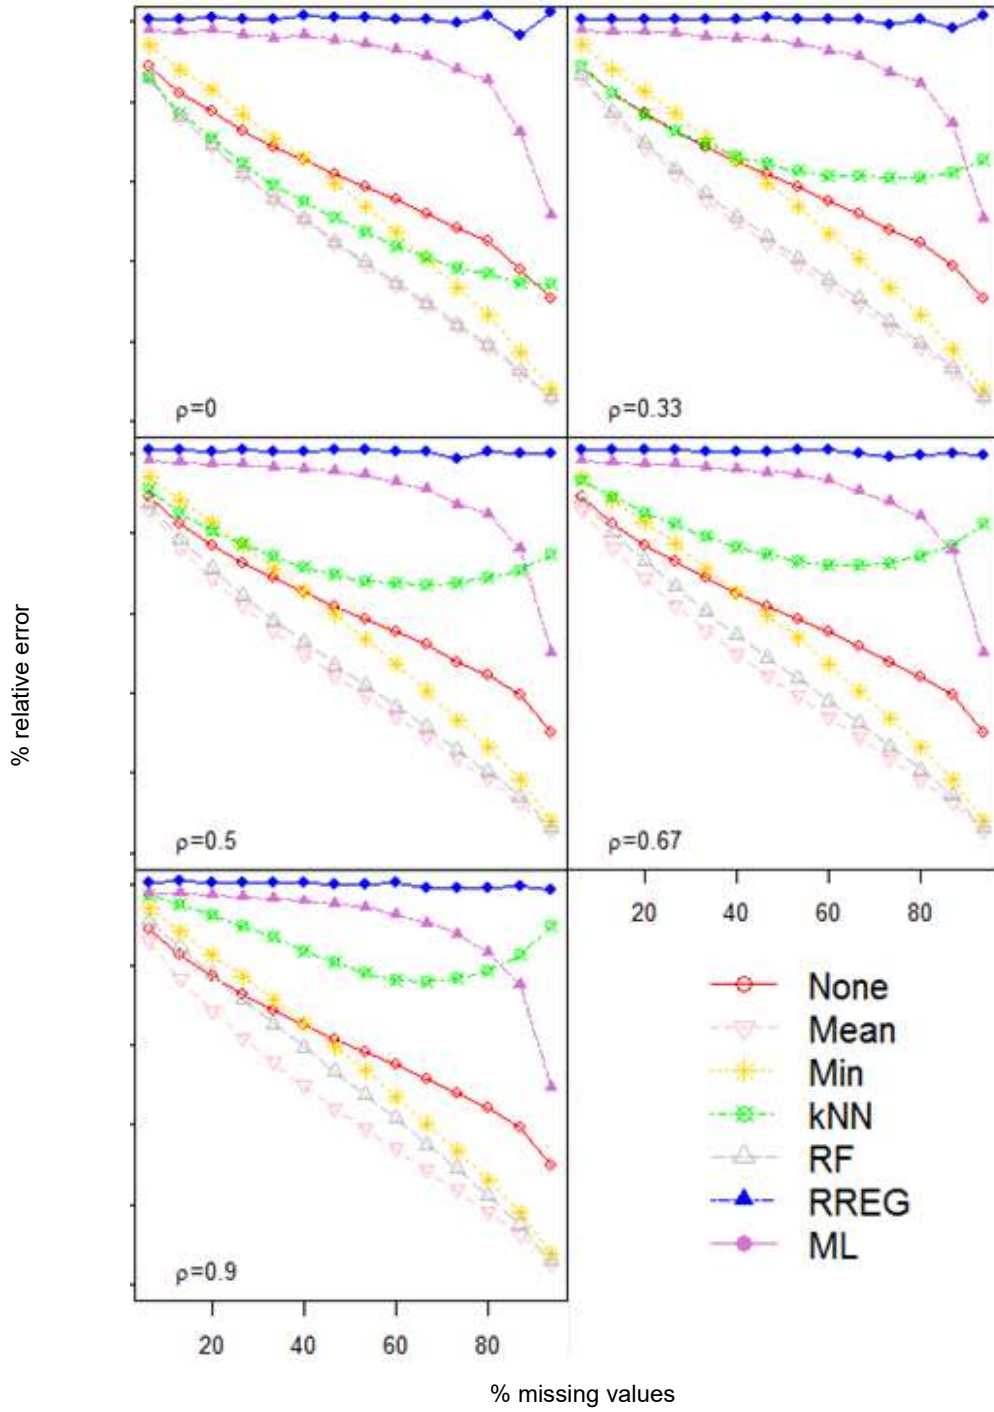 ρ=0
ρ=0.33
ρ=0.5
ρ=0.67
20 40 60 80
ρ=0.9
None
Mean
Min
kNN
RF
RREG
ML
20 40 60 80
% relative error
% missing values